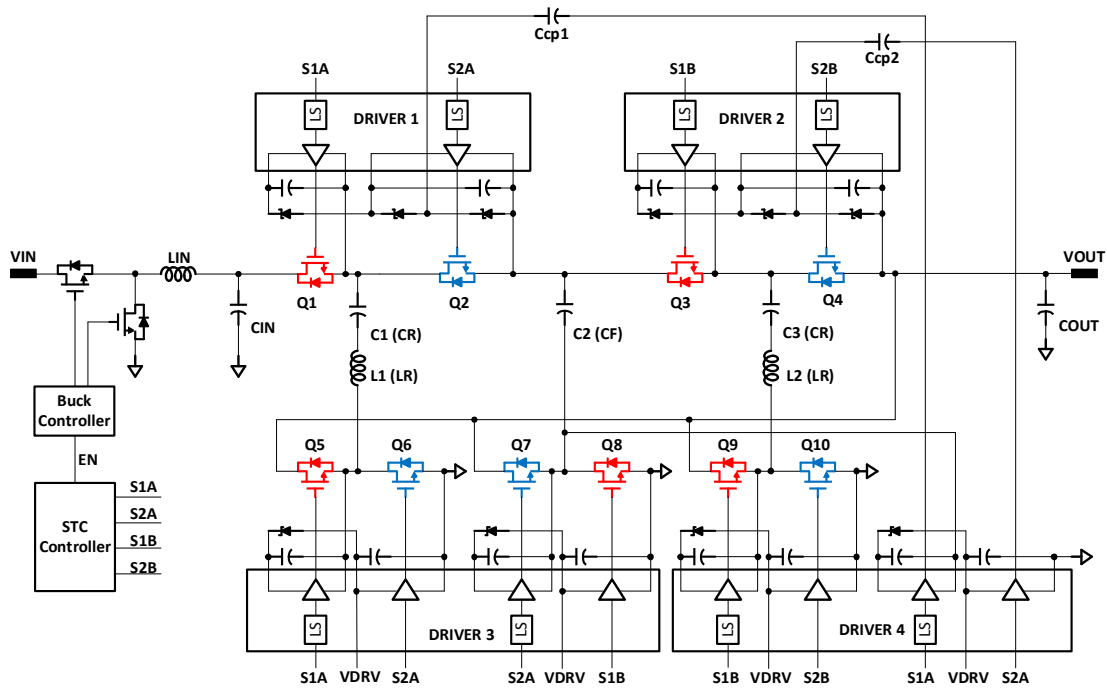 Ccp1
Ccp2
S1A S2A S1B S2B
LS LS LS LS
DRIVER 1 DRIVER 2
VIN LIN VOUT
Q1 Q2 Q3 Q4
CIN C1 (CR) C2 (CF) C3 (CR) COUT
L1 (LR) L2 (LR)
Buck
Controller
EN
Q5 Q6 Q7 Q8 Q9 Q10
STC
Controller
S1A
S2A
S1B
S2B
LS LS LS LS
DRIVER 3 DRIVER 4
S1A VDRV S2A S2A VDRV S1B S1B VDRV S2B S1A VDRV S2A